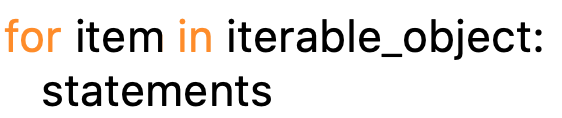 for item in iterable_object:
    statements